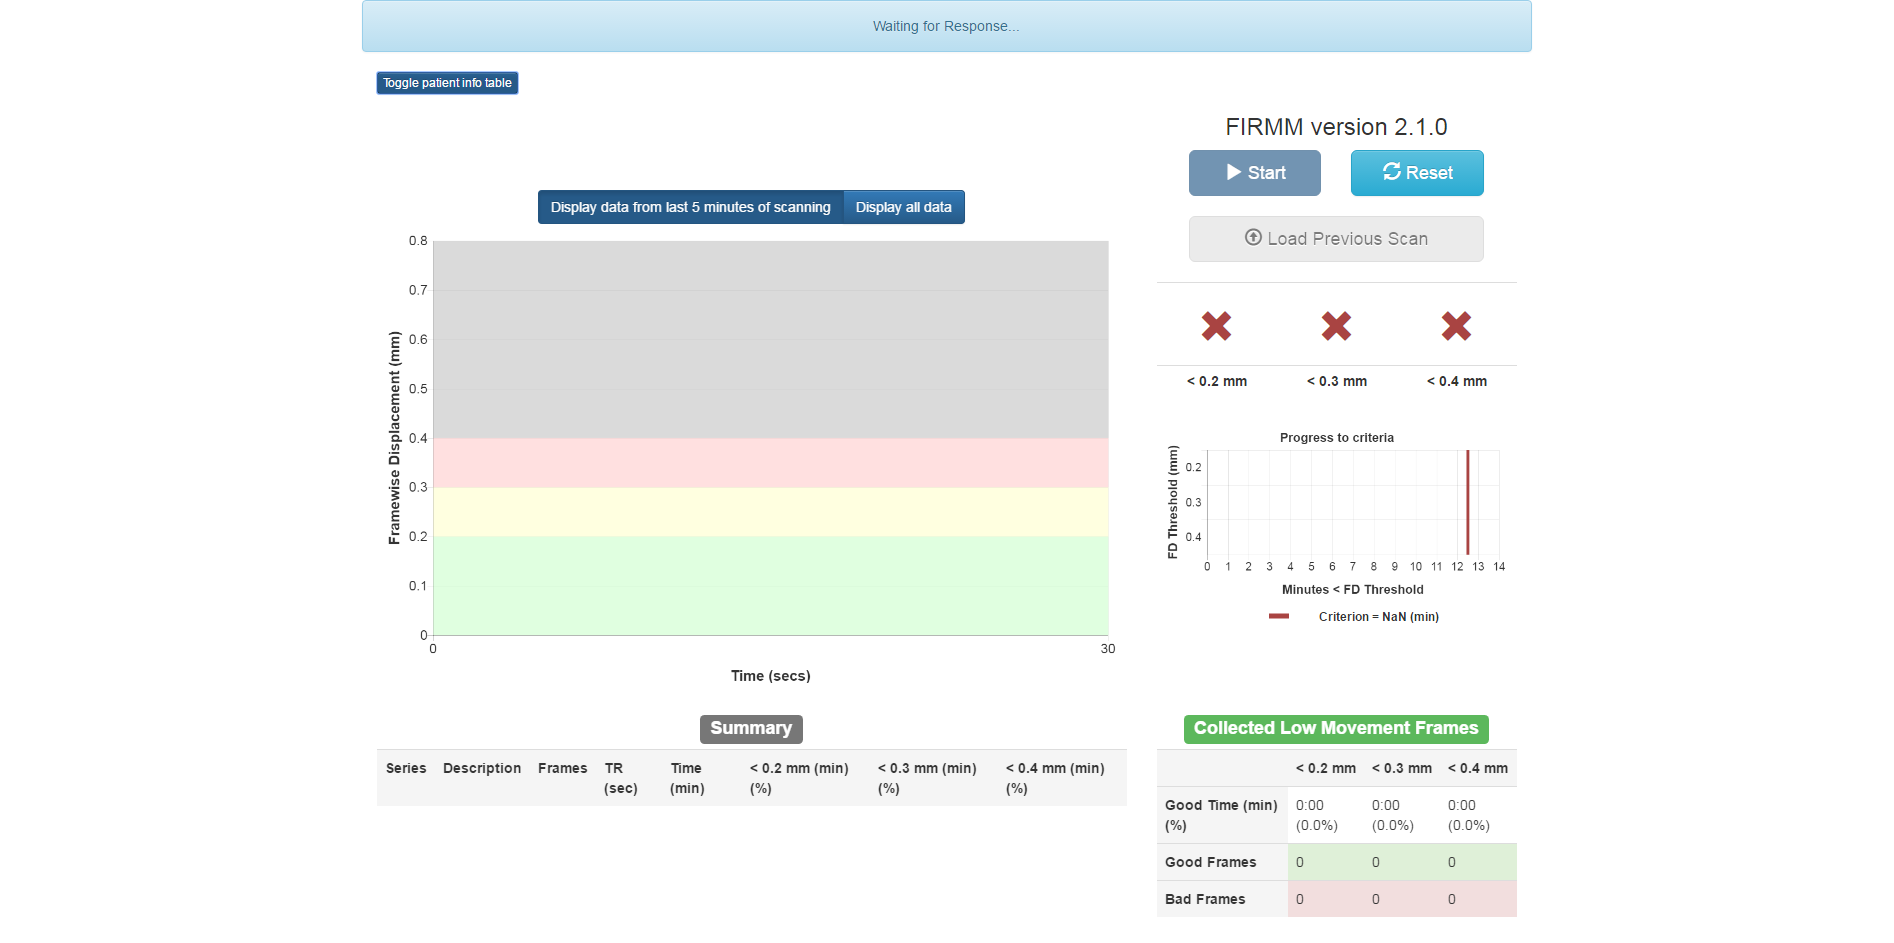 Waiting for Response...
Toggle patient info table
FIRMM version 2.1.0
Start
Reset
Load Previous Scan
Display data from last 5 minutes of scanning
Display all data
0.8
0.7
0.6
0.5
0.4
0.3
0.2
0.1
0
Framewise Displacement (mm)
0
30
Time (secs)
< 0.2 mm
< 0.3 mm
< 0.4 mm
Progress to criteria
FD Threshold (mm)
0.2
0.3
0.4
0 1 2 3 4 5 6 7 8 9 10 11 12 13 14
Minutes < FD Threshold
Criterion = NaN (min)
Summary
Series Description Frames TR (sec) Time (min) < 0.2 mm (min) (%) < 0.3 mm (min) (%) < 0.4 mm (min) (%)
Collected Low Movement Frames
< 0.2 mm < 0.3 mm < 0.4 mm
Good Time (min) (%) 0:00 (0.0%) 0:00 (0.0%) 0:00 (0.0%)
Good Frames 0 0 0
Bad Frames 0 0 0